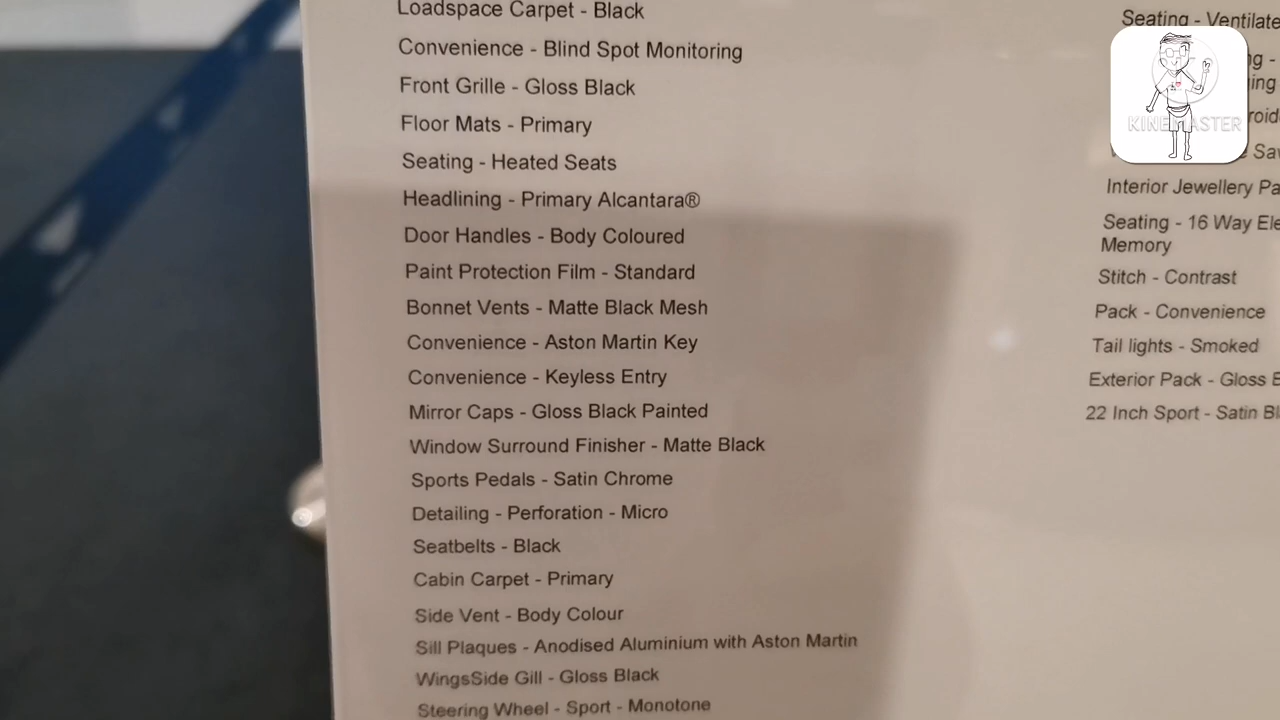 Loadspace Carpet - Black
Convenience - Blind Spot Monitoring
Front Grille - Gloss Black
Floor Mats - Primary
Seating - Heated Seats
Headlining - Primary Alcantara®
Door Handles - Body Coloured
Paint Protection Film - Standard
Bonnet Vents - Matte Black Mesh
Convenience - Aston Martin Key
Convenience - Keyless Entry
Mirror Caps - Gloss Black Painted
Window Surround Finisher - Matte Black
Sports Pedals - Satin Chrome
Detailing - Perforation - Micro
Seatbelts - Black
Cabin Carpet - Primary
Side Vent - Body Colour
Sill Plaques - Anodised Aluminium with Aston Martin
WingsSide Gill - Gloss Black
Steering Wheel - Sport - Monotone
Seating - Ventilate
KINEMASTER
Interior Jewellery Pa
Seating - 16 Way Ele
Memory
Stitch - Contrast
Pack - Convenience
Tail lights - Smoked
Exterior Pack - Gloss
22 Inch Sport - Satin Bl